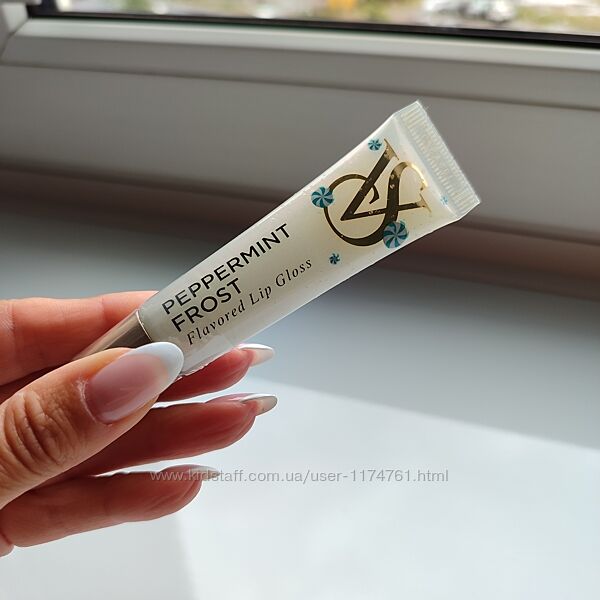 VS
PEPPERMINT
FROST
Flavored Lip Gloss
www.kidstaff.com.ua/user-1174761.html